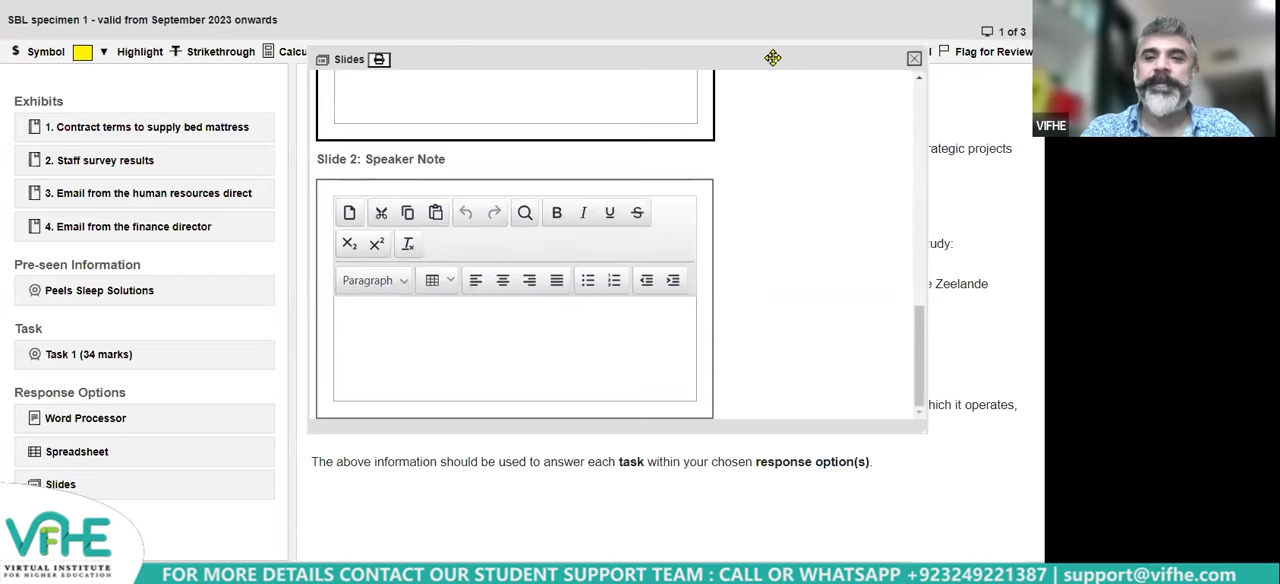 SBL specimen 1 - valid from September 2023 onwards
1 of 3
$ Symbol
Highlight
Strikethrough
Flag for Review
Slides
Exhibits
1. Contract terms to supply bed mattress
2. Staff survey results
3. Email from the human resources direct
4. Email from the finance director
Pre-seen Information
Peels Sleep Solutions
Task
Task 1 (34 marks)
Response Options
Word Processor
Spreadsheet
Slides
Slide 2: Speaker Note
B I U S
X₂ X² Iₓ
Paragraph
rategic projects
udy:
e Zeelande
hich it operates,
The above information should be used to answer each task within your chosen response option(s).
VIFHE
VIFHE
VIRTUAL INSTITUTE
FOR HIGHER EDUCATION
FOR MORE DETAILS CONTACT OUR STUDENT SUPPORT TEAM : CALL OR WHATSAPP +923249221387 | support@vifhe.com